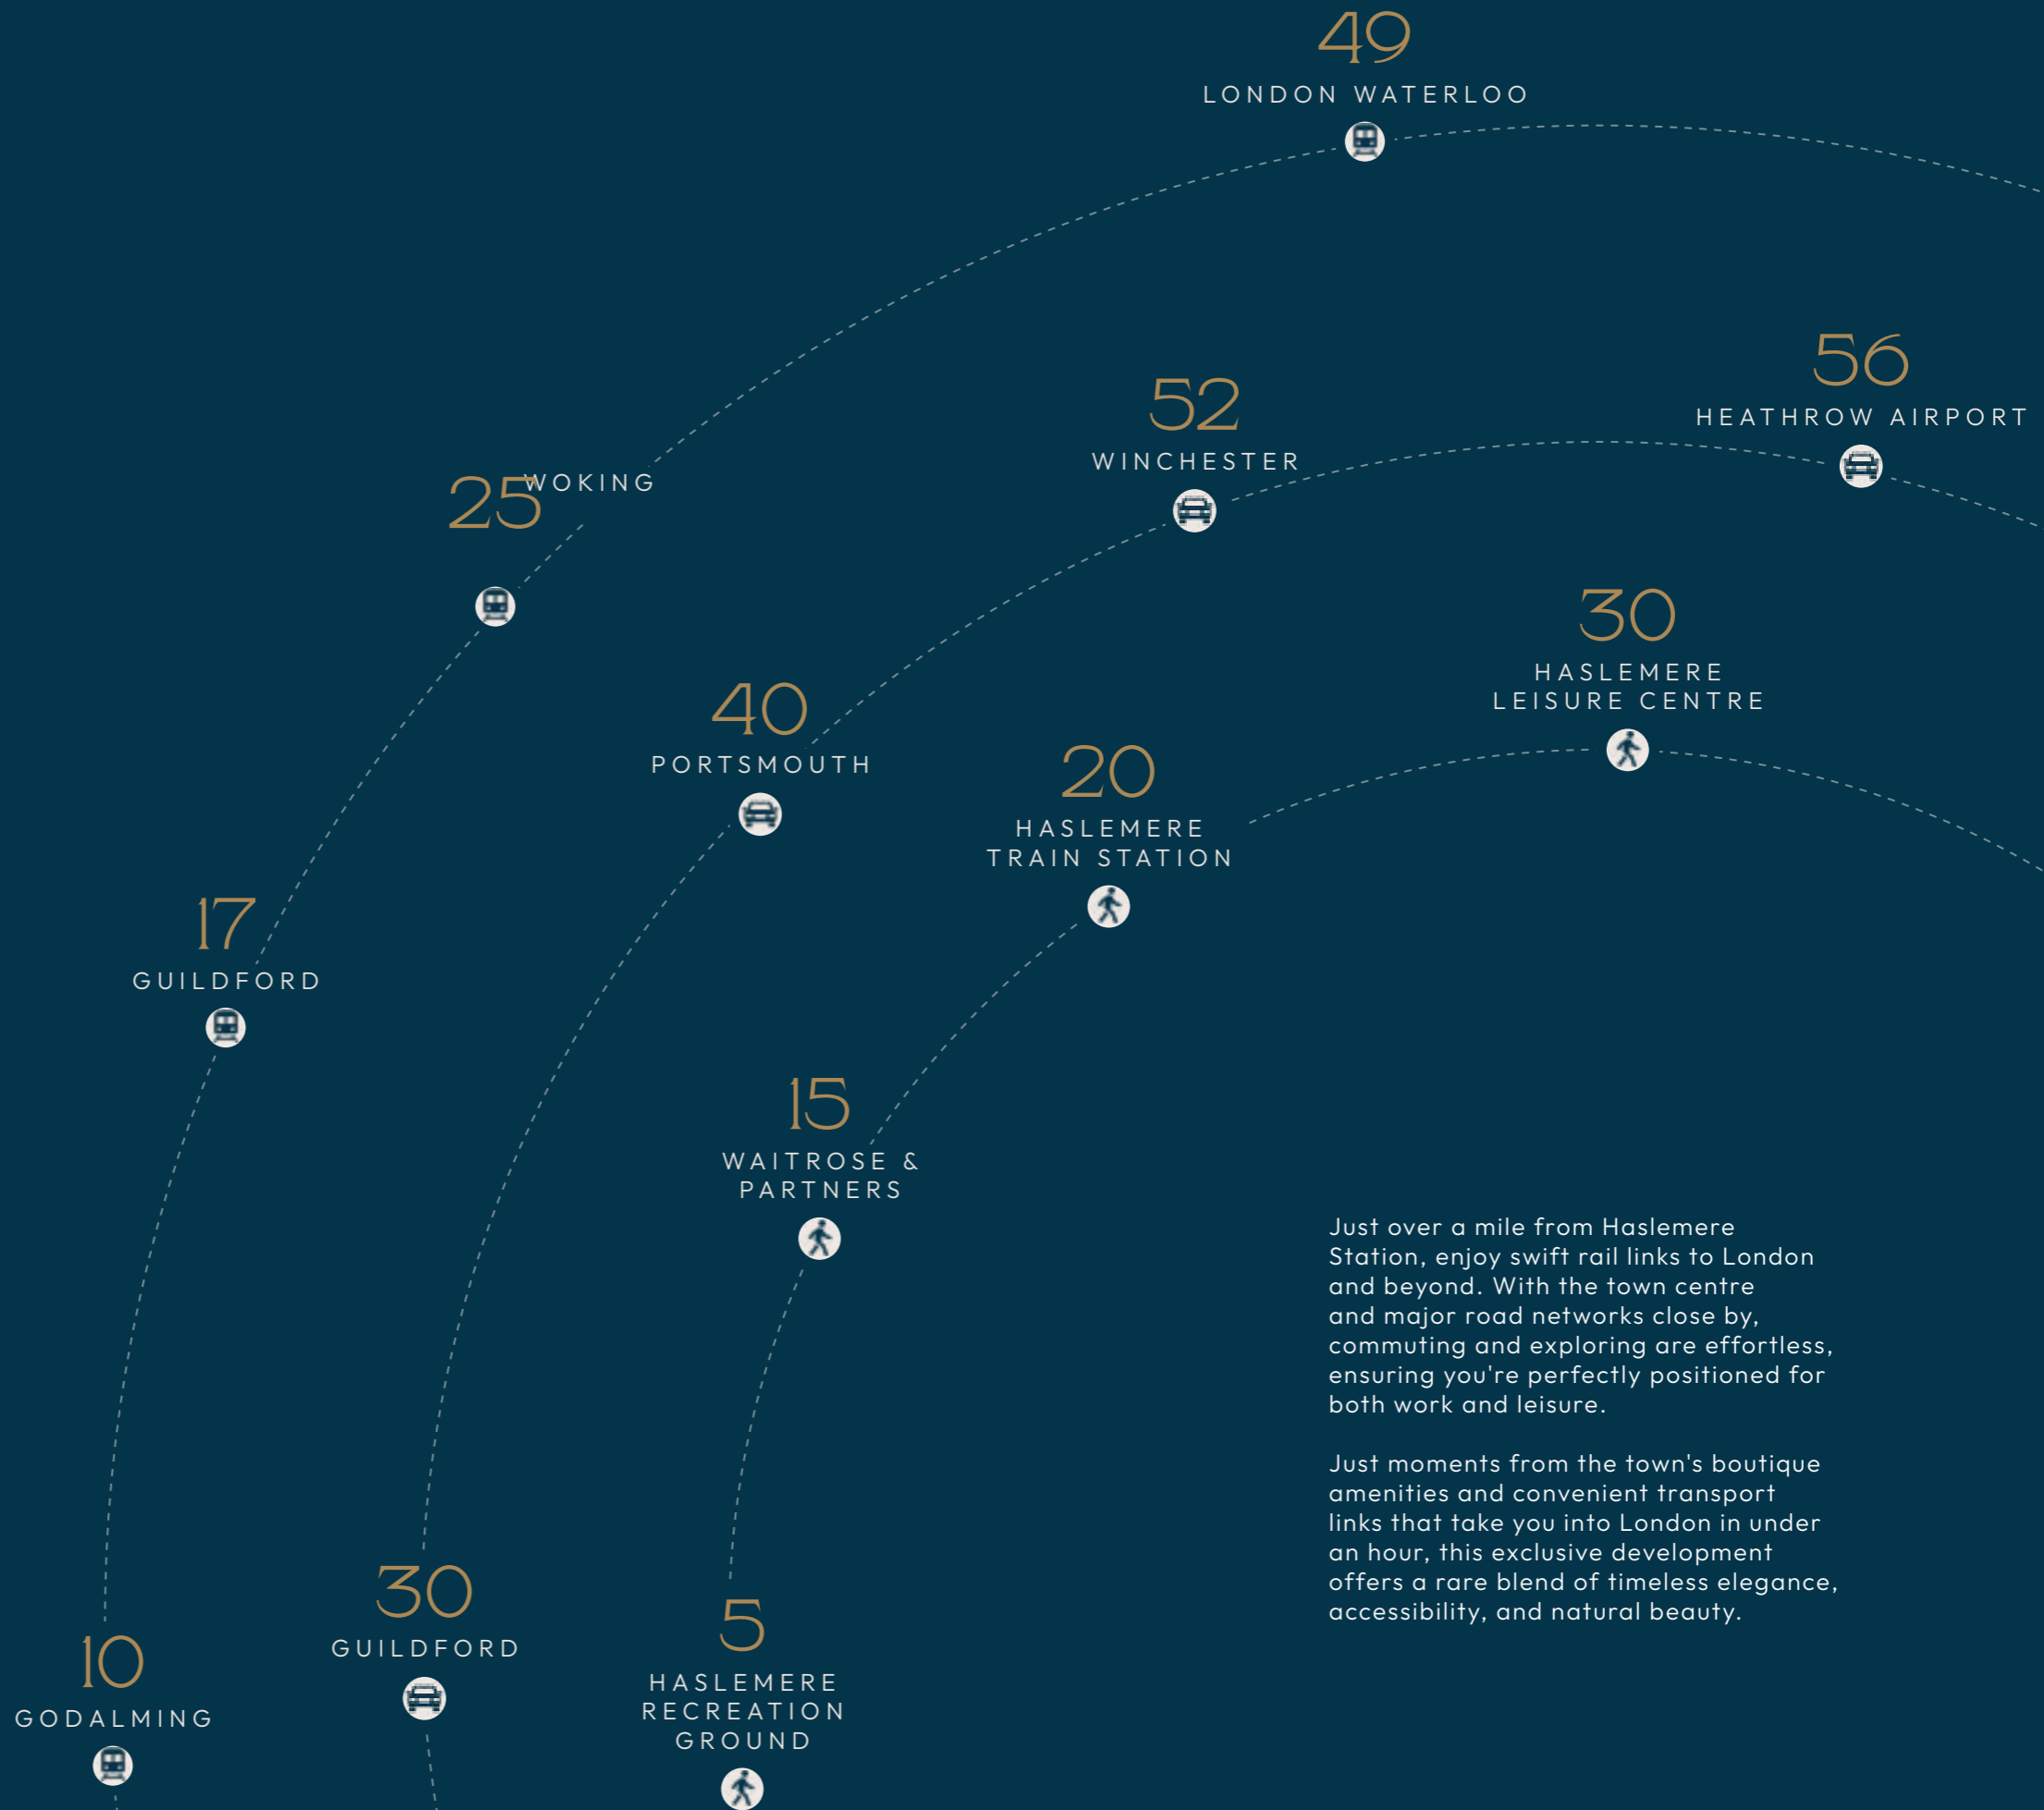 49
LONDON WATERLOO
56
HEATHROW AIRPORT
52
WINCHESTER
25
WOKING
30
HASLEMERE
LEISURE CENTRE
40
PORTSMOUTH
20
HASLEMERE
TRAIN STATION
17
GUILDFORD
15
WAITROSE &
PARTNERS
Just over a mile from Haslemere
Station, enjoy swift rail links to London
and beyond. With the town centre
and major road networks close by,
commuting and exploring are effortless,
ensuring you're perfectly positioned for
both work and leisure.
Just moments from the town's boutique
amenities and convenient transport
links that take you into London in under
an hour, this exclusive development
offers a rare blend of timeless elegance,
accessibility, and natural beauty.
30
GUILDFORD
5
HASLEMERE
RECREATION
GROUND
10
GODALMING